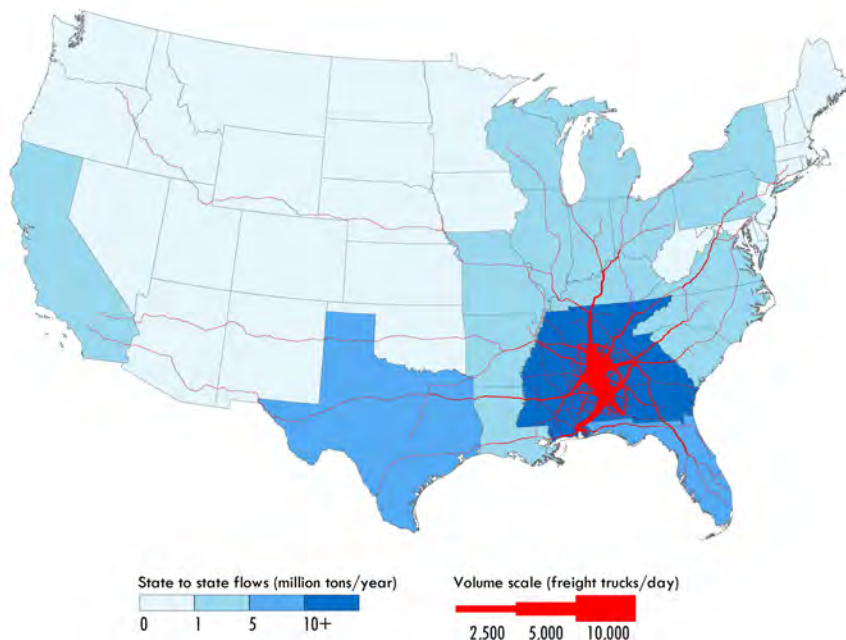 State to state flows (million tons/year)
0 1 5 10+
Volume scale (freight trucks/day)
2,500 5,000 10,000